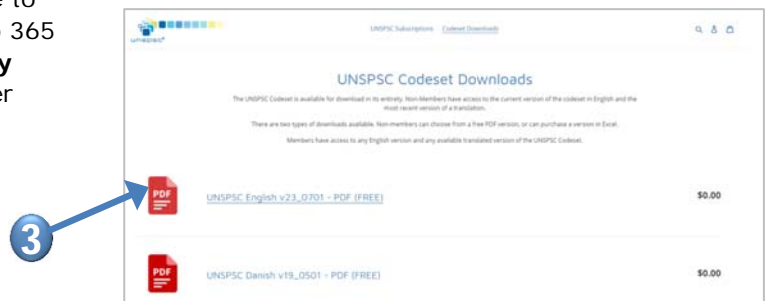 e to
365
y
er
unspsc®
UNSPSC Subscriptions Codeset Downloads
UNSPSC Codeset Downloads
The UNSPSC Codeset is available for download in its entirety. Non-Members have access to the current version of the codeset in English and the
most recent version of a translation.
There are two types of downloads available. Non-members can choose from a free PDF version, or can purchase a version in Excel.
Members have access to any English version and any available translated version of the UNSPSC Codeset.
PDF
UNSPSC English v23_0701 - PDF (FREE)
$0.00
3
PDF
UNSPSC Danish v19_0501 - PDF (FREE)
$0.00